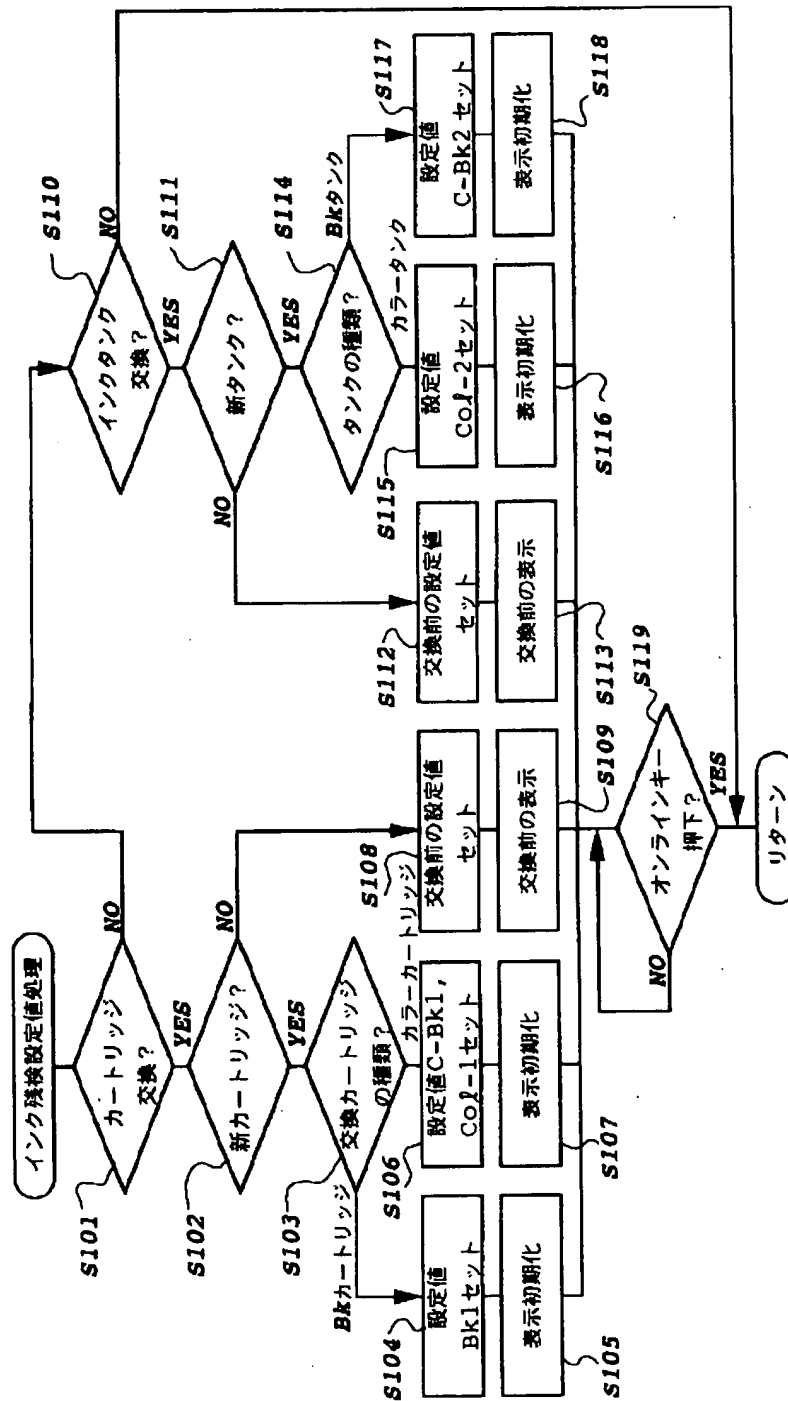 インク残検設定値処理
S101
カートリッジ
交換?
NO
YES
S102
新カートリッジ?
NO
YES
S103
交換カートリッジ
の種類?
Bkカートリッジ
カラーカートリッジ
S104
設定値
Bk1セット
S105
表示初期化
S106
設定値C-Bk1,
Col-1セット
S107
表示初期化
S108
交換前の設定値
セット
S109
交換前の表示
S110
インクタンク
交換?
NO
YES
S111
新タンク?
NO
YES
S112
交換前の設定値
セット
S113
交換前の表示
S114
タンクの種類?
Bkタンク
カラータンク
S115
設定値
Col-2セット
S116
表示初期化
S117
設定値
C-Bk2セット
S118
表示初期化
S119
オンラインキー
押下?
NO
YES
リターン